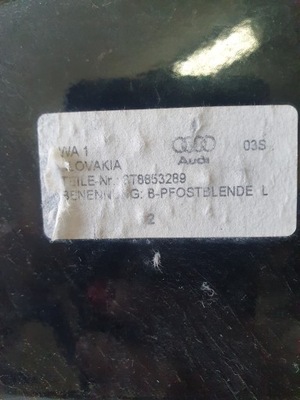 WA 1 03S
SLOVAKIA Audi
TEILE-Nr. 8T8853289
BENENNUNG: B-PFOSTBLENDE L
2